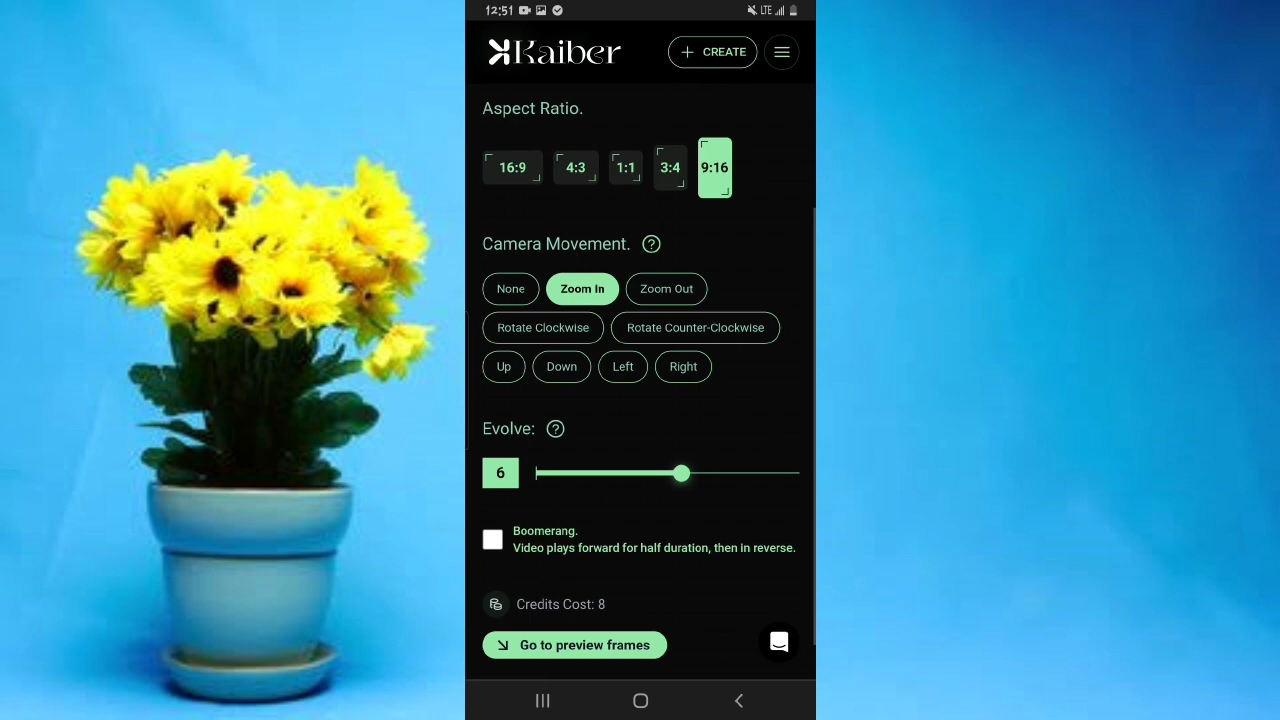 12:51
LTE
Kaiber
CREATE
Aspect Ratio.
16:9 4:3 1:1 3:4 9:16
Camera Movement. ?
None Zoom In Zoom Out
Rotate Clockwise Rotate Counter-Clockwise
Up Down Left Right
Evolve: ?
6
Boomerang.
Video plays forward for half duration, then in reverse.
Credits Cost: 8
Go to preview frames